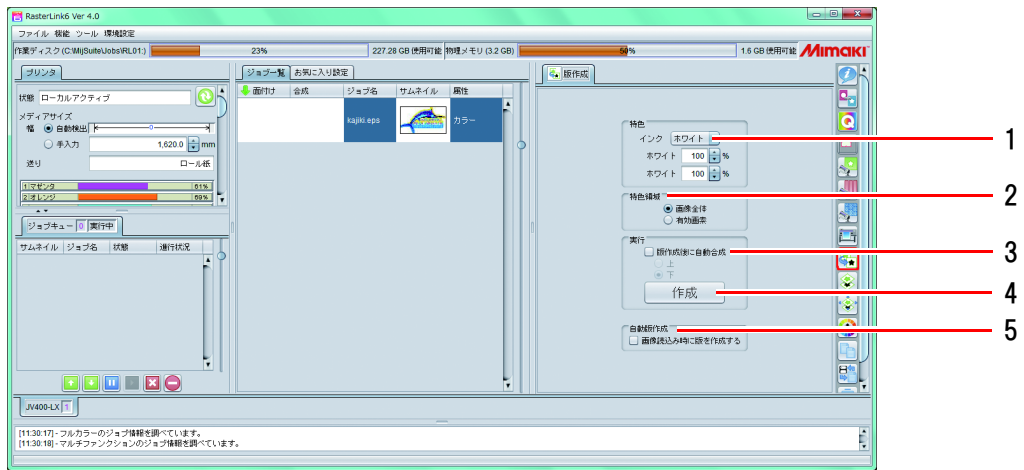 RasterLink6 Ver 4.0
ファイル 機能 ツール 環境設定
作業ディスク (C:\MijSuite\Jobs\RL01:) 23% 227.28 GB 使用可能 物理メモリ (3.2 GB) 50% 1.6 GB 使用可能 Mimaki
プリンタ
状態 ローカルアクティブ
メディアサイズ
幅 自動検出 0
手入力 1,620.0 mm
送り ロール紙
1 マゼンタ 61%
2 オレンジ 69%
ジョブキュー 0 実行中
サムネイル ジョブ名 状態 進行状況
ジョブ一覧 お気に入り設定
面付け 合成 ジョブ名 サムネイル 属性
kajiki.eps カラー
版作成
特色
インク ホワイト
ホワイト 100 %
ホワイト 100 %
特色領域
画像全体
有効画素
実行
版作成後に自動合成
上
下
作成
自動版作成
画像読込み時に版を作成する
1
2
3
4
5
JV400-LX 1
[11:30:17] - フルカラーのジョブ情報を調べています。
[11:30:18] - マルチファンクションのジョブ情報を調べています。